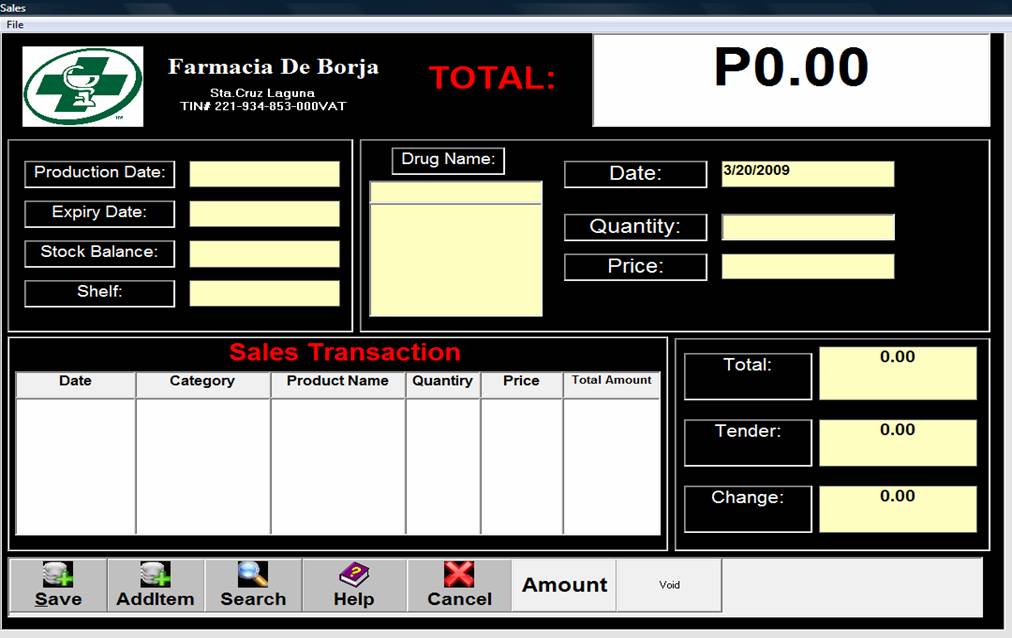 Sales
File
Farmacia De Borja
Sta.Cruz Laguna
TIN# 221-934-853-000VAT
TOTAL:
P0.00
TM
Production Date:
Expiry Date:
Stock Balance:
Shelf:
Drug Name:
Date:
3/20/2009
Quantity:
Price:
Sales Transaction
Date Category Product Name Quantiry Price Total Amount
Total:
0.00
Tender:
0.00
Change:
0.00
Save
AddItem
Search
?
Help
Cancel
Amount
Void